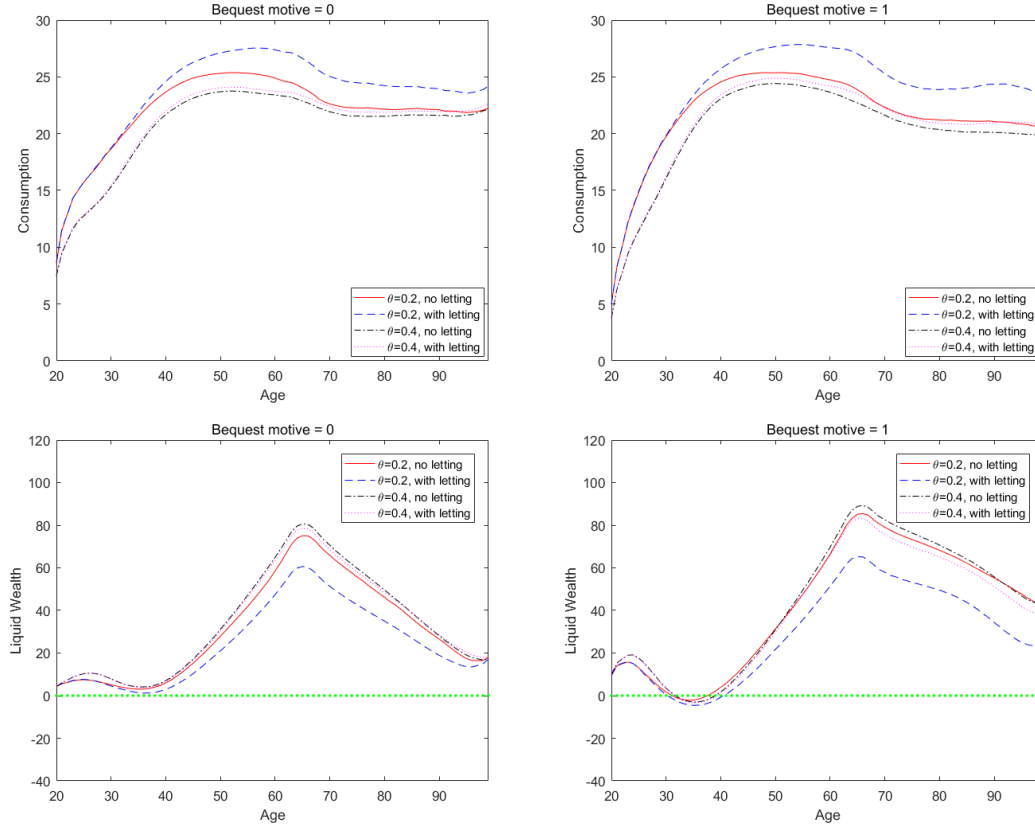 Bequest motive = 0
30
25
20
15
10
5
0
Consumption
20 30 40 50 60 70 80 90
Age
θ=0.2, no letting
θ=0.2, with letting
θ=0.4, no letting
θ=0.4, with letting
Bequest motive = 1
30
25
20
15
10
5
0
Consumption
20 30 40 50 60 70 80 90
Age
θ=0.2, no letting
θ=0.2, with letting
θ=0.4, no letting
θ=0.4, with letting
Bequest motive = 0
120
100
80
60
40
20
0
-20
-40
Liquid Wealth
20 30 40 50 60 70 80 90
Age
θ=0.2, no letting
θ=0.2, with letting
θ=0.4, no letting
θ=0.4, with letting
Bequest motive = 1
120
100
80
60
40
20
0
-20
-40
Liquid Wealth
20 30 40 50 60 70 80 90
Age
θ=0.2, no letting
θ=0.2, with letting
θ=0.4, no letting
θ=0.4, with letting